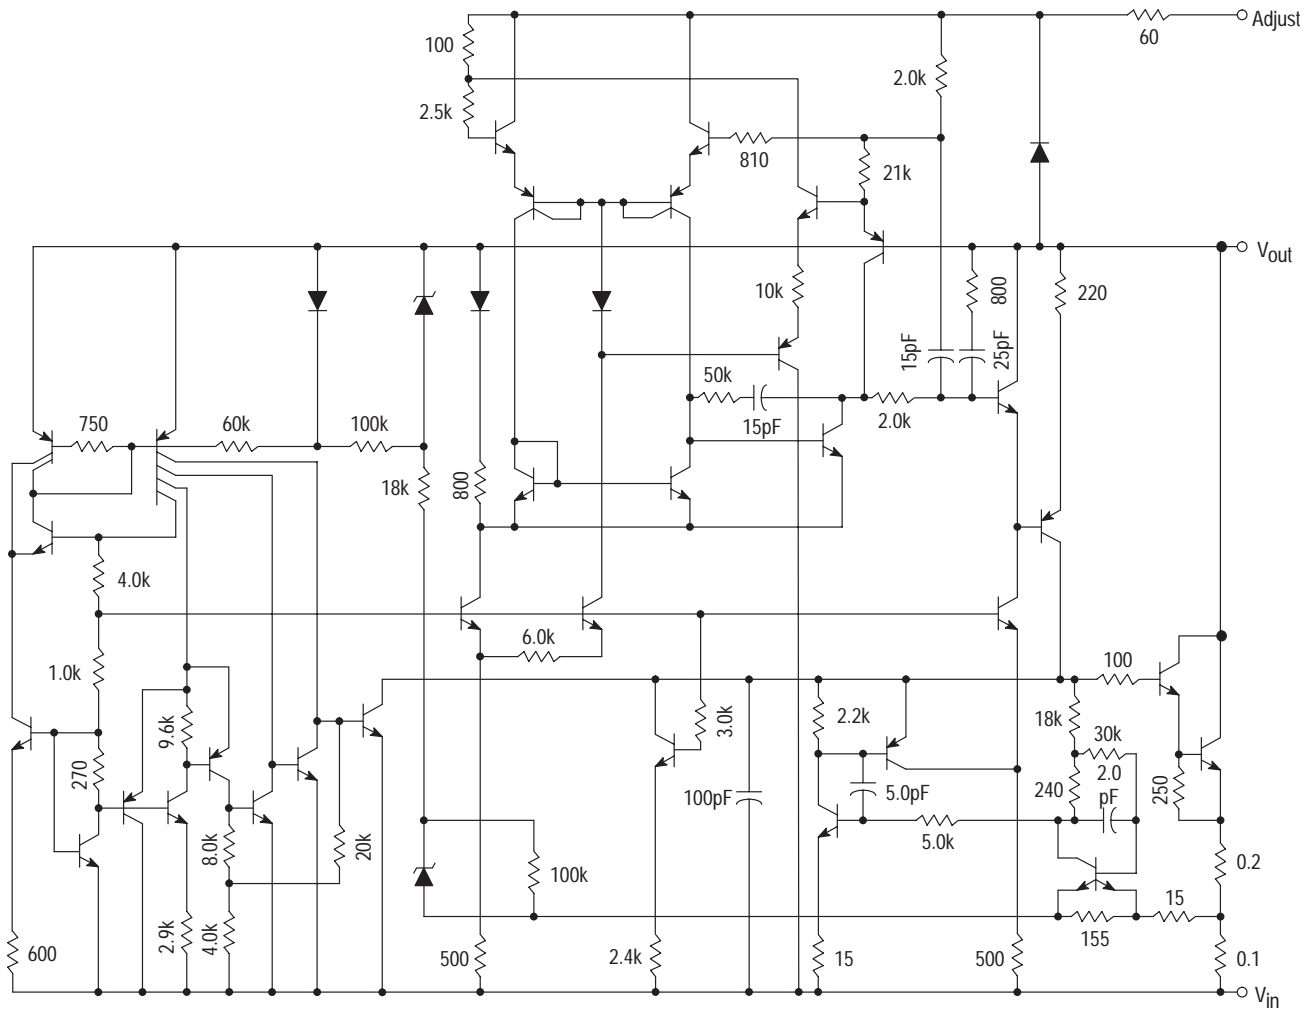 Adjust
60
100
2.0k
2.5k
810
21k
Vout
10k
800
220
15pF
25pF
50k
15pF
2.0k
750
60k
100k
18k
800
4.0k
6.0k
1.0k
100
9.6k
3.0k
2.2k
18k
30k
270
100pF
5.0pF
240
2.0
pF
250
8.0k
20k
5.0k
100k
0.2
15
155
600
2.9k
4.0k
500
2.4k
15
500
0.1
Vin